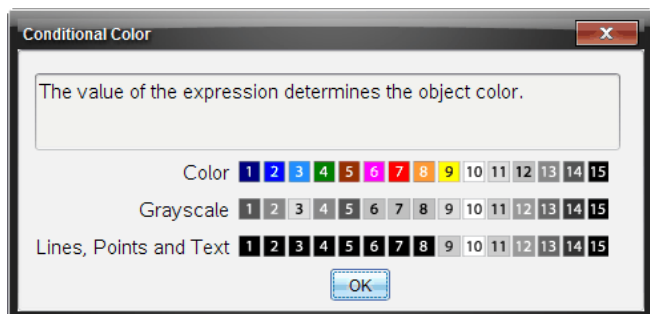 Conditional Color
X
The value of the expression determines the object color.
Color 1 2 3 4 5 6 7 8 9 10 11 12 13 14 15
Grayscale 1 2 3 4 5 6 7 8 9 10 11 12 13 14 15
Lines, Points and Text 1 2 3 4 5 6 7 8 9 10 11 12 13 14 15
OK